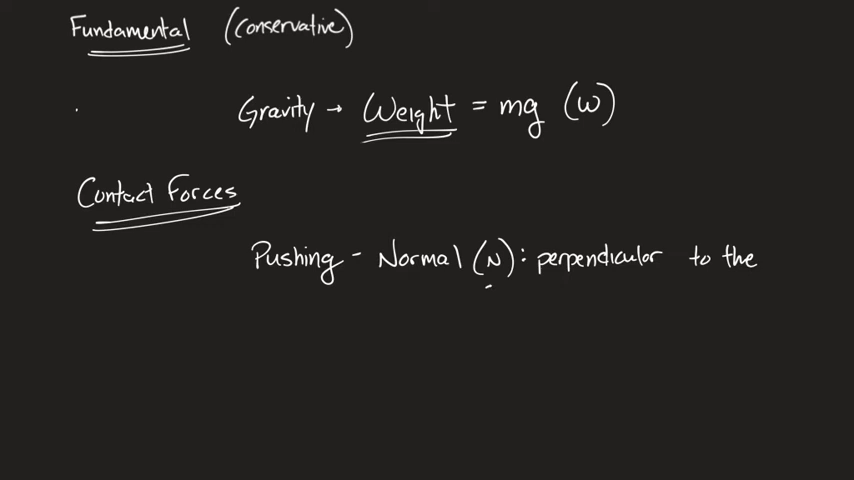 Fundamental (Conservative)
Gravity → Weight = mg (W)
Contact Forces
Pushing - Normal (N): perpendicular to the